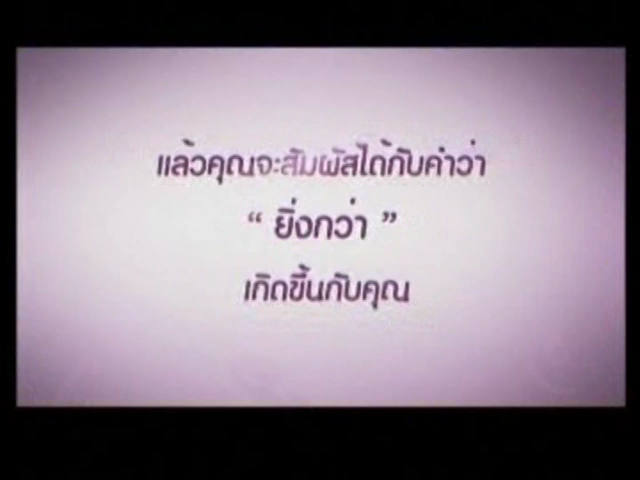 แล้วคุณจะสัมผัสได้กับคำว่า
“ ยิ่งกว่า ”
เกิดขึ้นกับคุณ